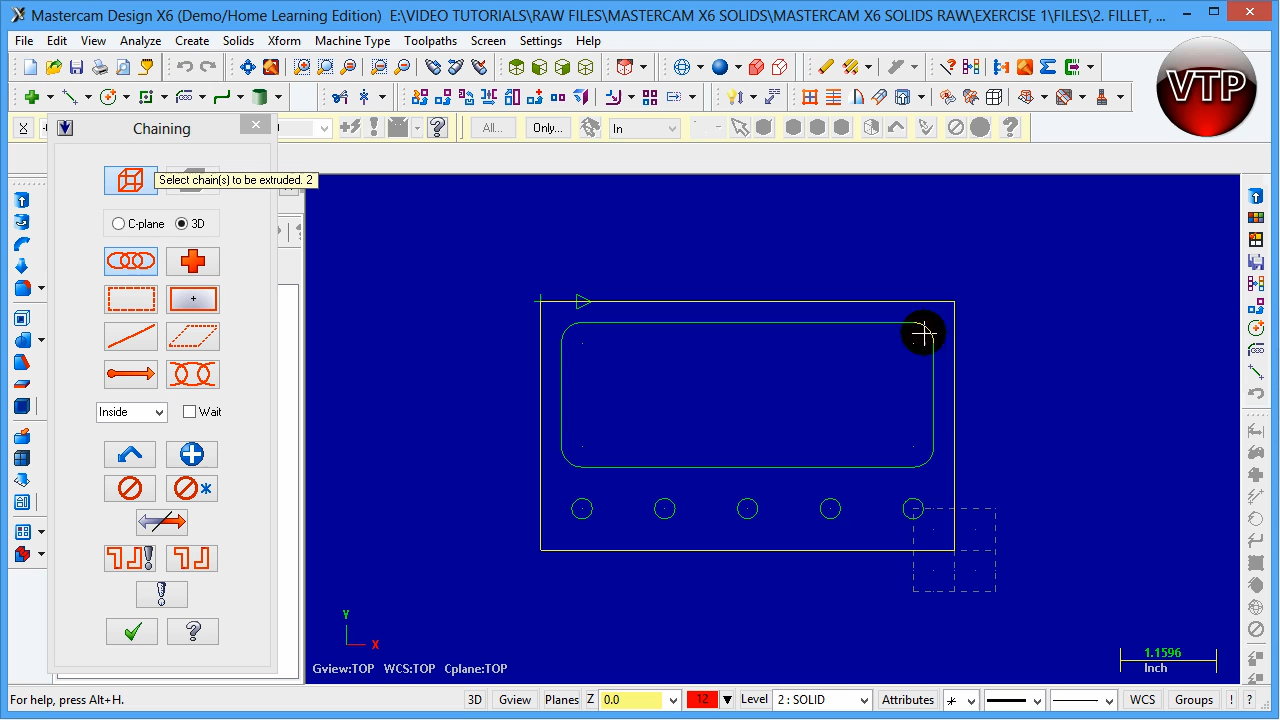 Mastercam Design X6 (Demo/Home Learning Edition) E:\VIDEO TUTORIALS\RAW FILES\MASTERCAM X6 SOLIDS\MASTERCAM X6 SOLIDS RAW\EXERCISE 1\FILES\2. FILLET, ...
File Edit View Analyze Create Solids Xform Machine Type Toolpaths Screen Settings Help
VTP
Chaining
All... Only... In
Select chain(s) to be extruded. 2
C-plane 3D
Inside Wait
Y
X
Gview:TOP WCS:TOP Cplane:TOP
1.1596
Inch
For help, press Alt+H.
3D Gview Planes Z 0.0 12 Level 2 : SOLID Attributes WCS Groups ! ?